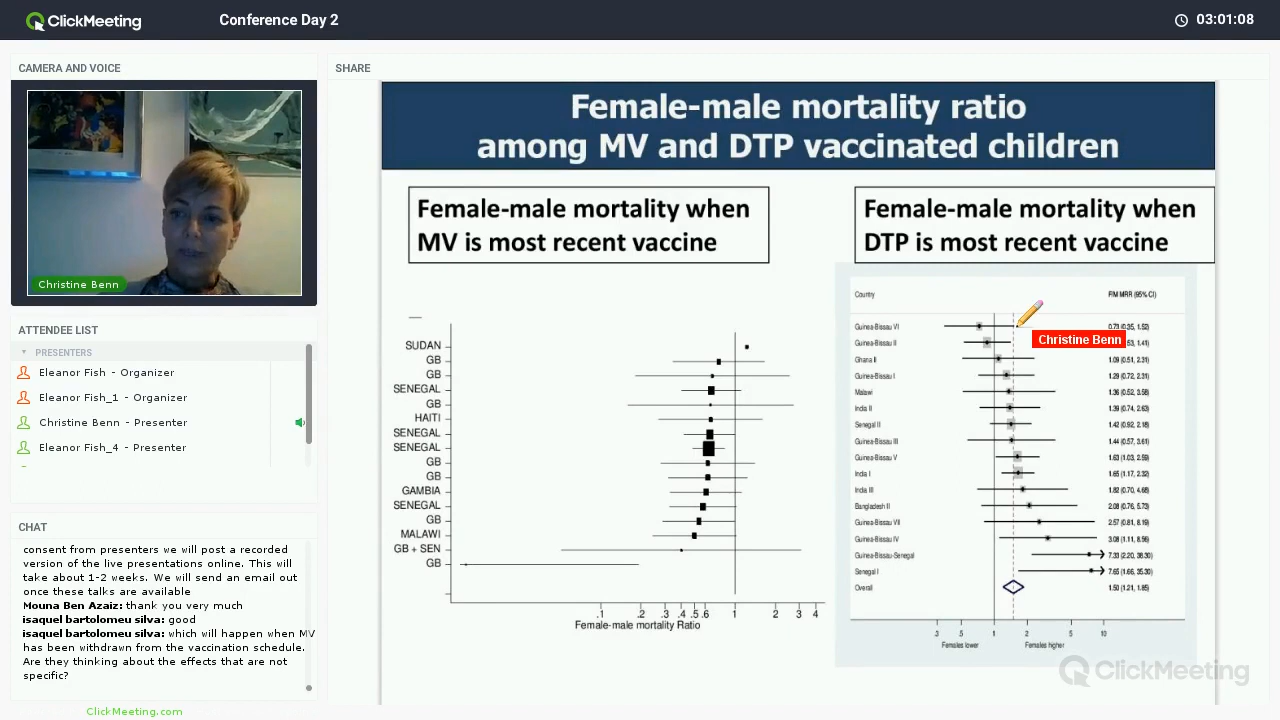 ClickMeeting
Conference Day 2
03:01:08
CAMERA AND VOICE
Christine Benn
ATTENDEE LIST
PRESENTERS
Eleanor Fish - Organizer
Eleanor Fish_1 - Organizer
Christine Benn - Presenter
Eleanor Fish_4 - Presenter
CHAT
consent from presenters we will post a recorded
version of the live presentations online. This will
take about 1-2 weeks. We will send an email out
once these talks are available
Mouna Ben Azaiz: thank you very much
isaquel bartolomeu silva: good
isaquel bartolomeu silva: which will happen when MV
has been withdrawn from the vaccination schedule.
Are they thinking about the effects that are not
specific?
ClickMeeting.com
SHARE
Female-male mortality ratio
among MV and DTP vaccinated children
Female-male mortality when
MV is most recent vaccine
SUDAN
GB
GB
SENEGAL
GB
HAITI
SENEGAL
SENEGAL
GB
GB
GAMBIA
SENEGAL
GB
MALAWI
GB + SEN
GB
.1 .2 .3 .4 .5 .6 1 2 3 4
Female-male mortality Ratio
Female-male mortality when
DTP is most recent vaccine
Country F/M MRR (95% CI)
Guinea-Bissau VI 0.73 (0.35, 1.52)
Christine Benn
Guinea-Bissau II .53, 1.41)
Ghana II 1.09 (0.51, 2.31)
Guinea-Bissau I 1.29 (0.72, 2.31)
Malawi 1.36 (0.52, 3.58)
India II 1.39 (0.74, 2.63)
Senegal II 1.42 (0.92, 2.18)
Guinea-Bissau III 1.44 (0.57, 3.61)
Guinea-Bissau V 1.63 (1.03, 2.59)
India I 1.65 (1.17, 2.32)
India III 1.82 (0.70, 4.68)
Bangladesh II 2.08 (0.76, 5.73)
Guinea-Bissau VII 2.57 (0.81, 8.19)
Guinea-Bissau IV 3.08 (1.11, 8.56)
Guinea-Bissau-Senegal 7.33 (2.20, 38.30)
Senegal I 7.65 (1.66, 35.30)
Overall 1.50 (1.21, 1.85)
.3 .5 1 2 5 10
Females lower Females higher
ClickMeeting